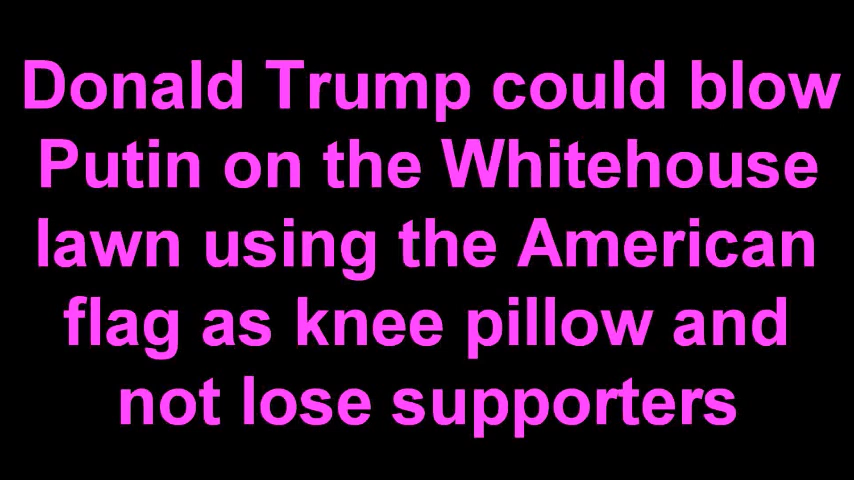 Donald Trump could blow
Putin on the Whitehouse
lawn using the American
flag as knee pillow and
not lose supporters